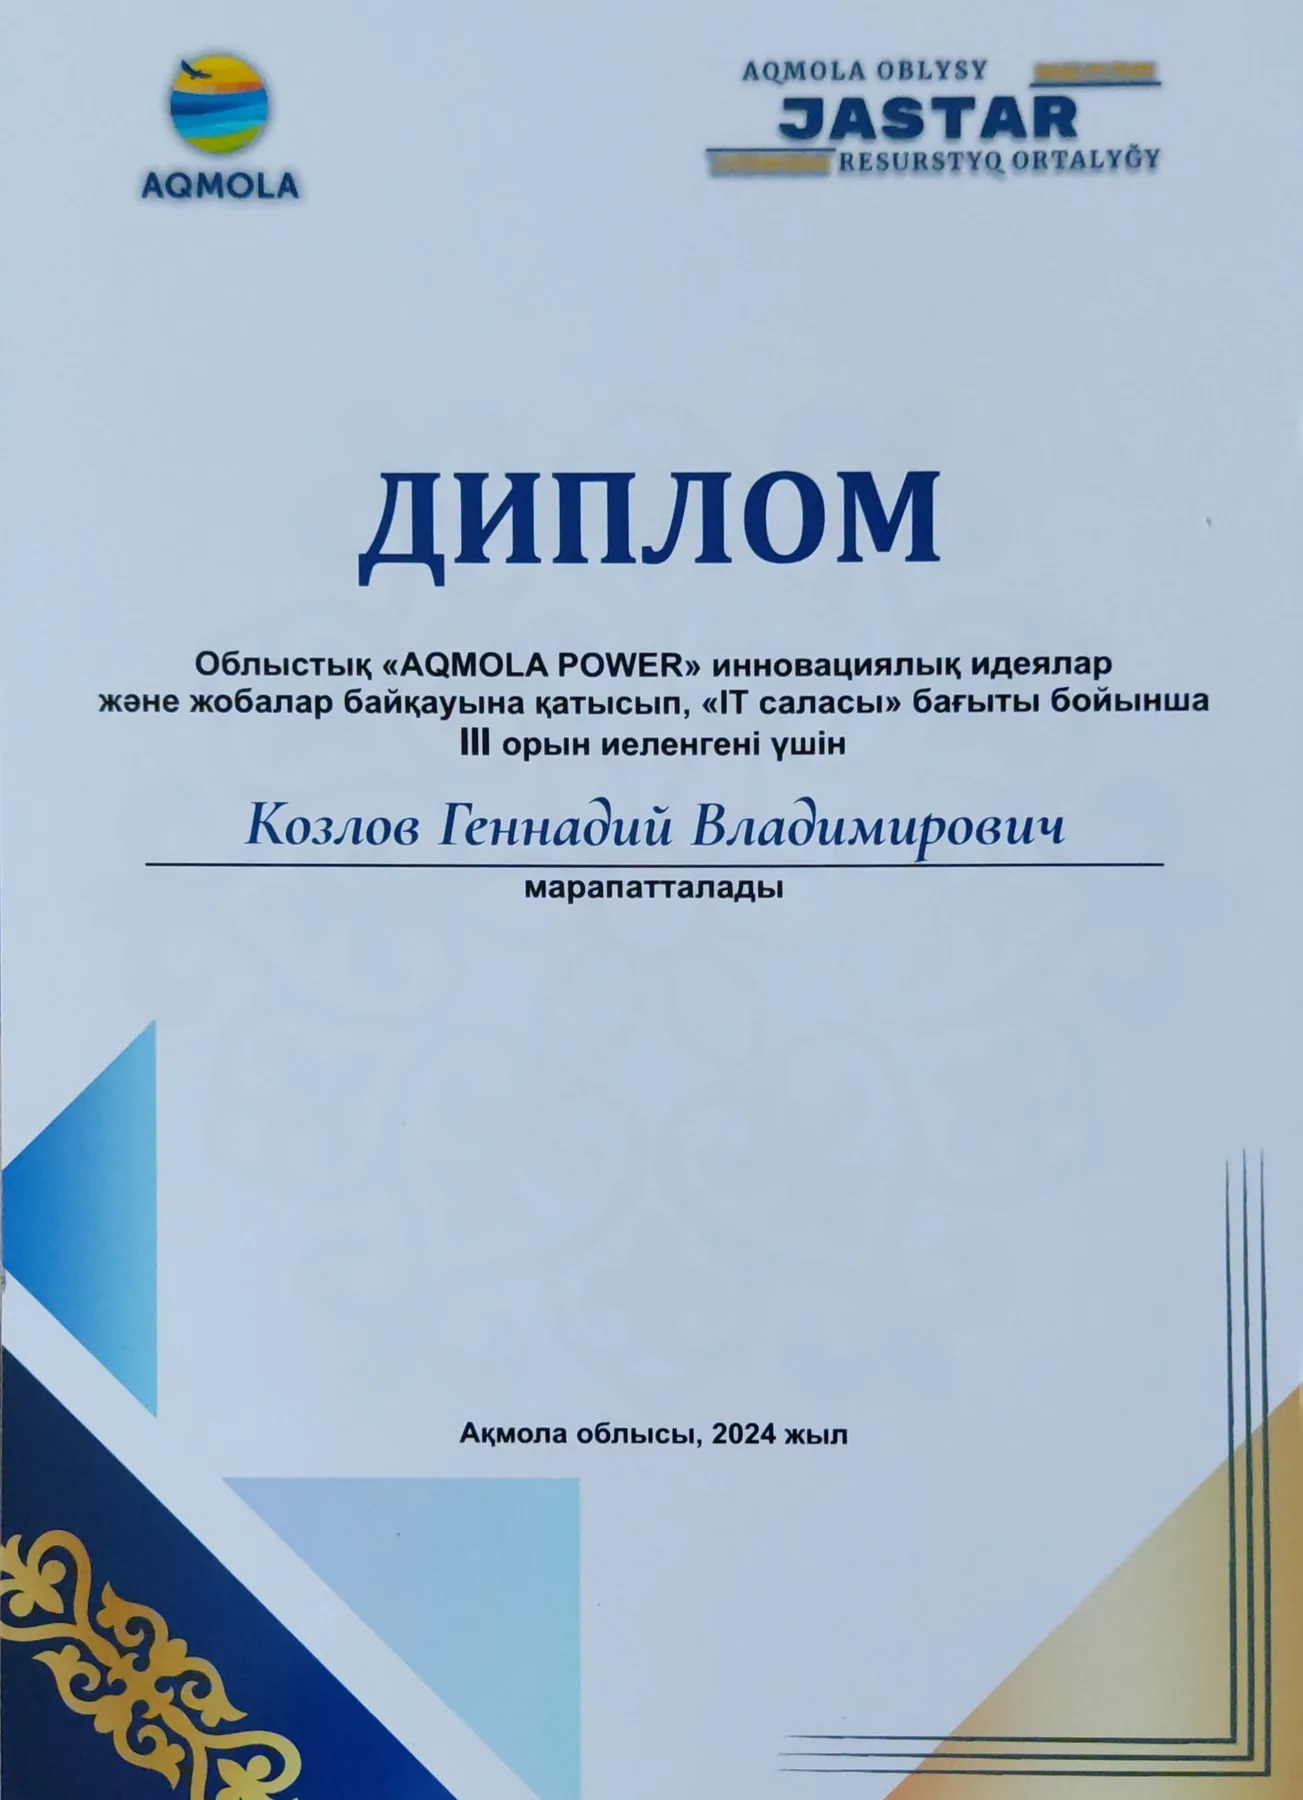 AQMOLA
AQMOLA OBLYSY
JASTAR
RESURSTYQ ORTALYĞY
ДИПЛОМ
Облыстық «AQMOLA POWER» инновациялық идеялар
және жобалар байқауына қатысып, «IT саласы» бағыты бойынша
III орын иеленгені үшін
Козлов Геннадий Владимирович
марапатталады
Ақмола облысы, 2024 жыл